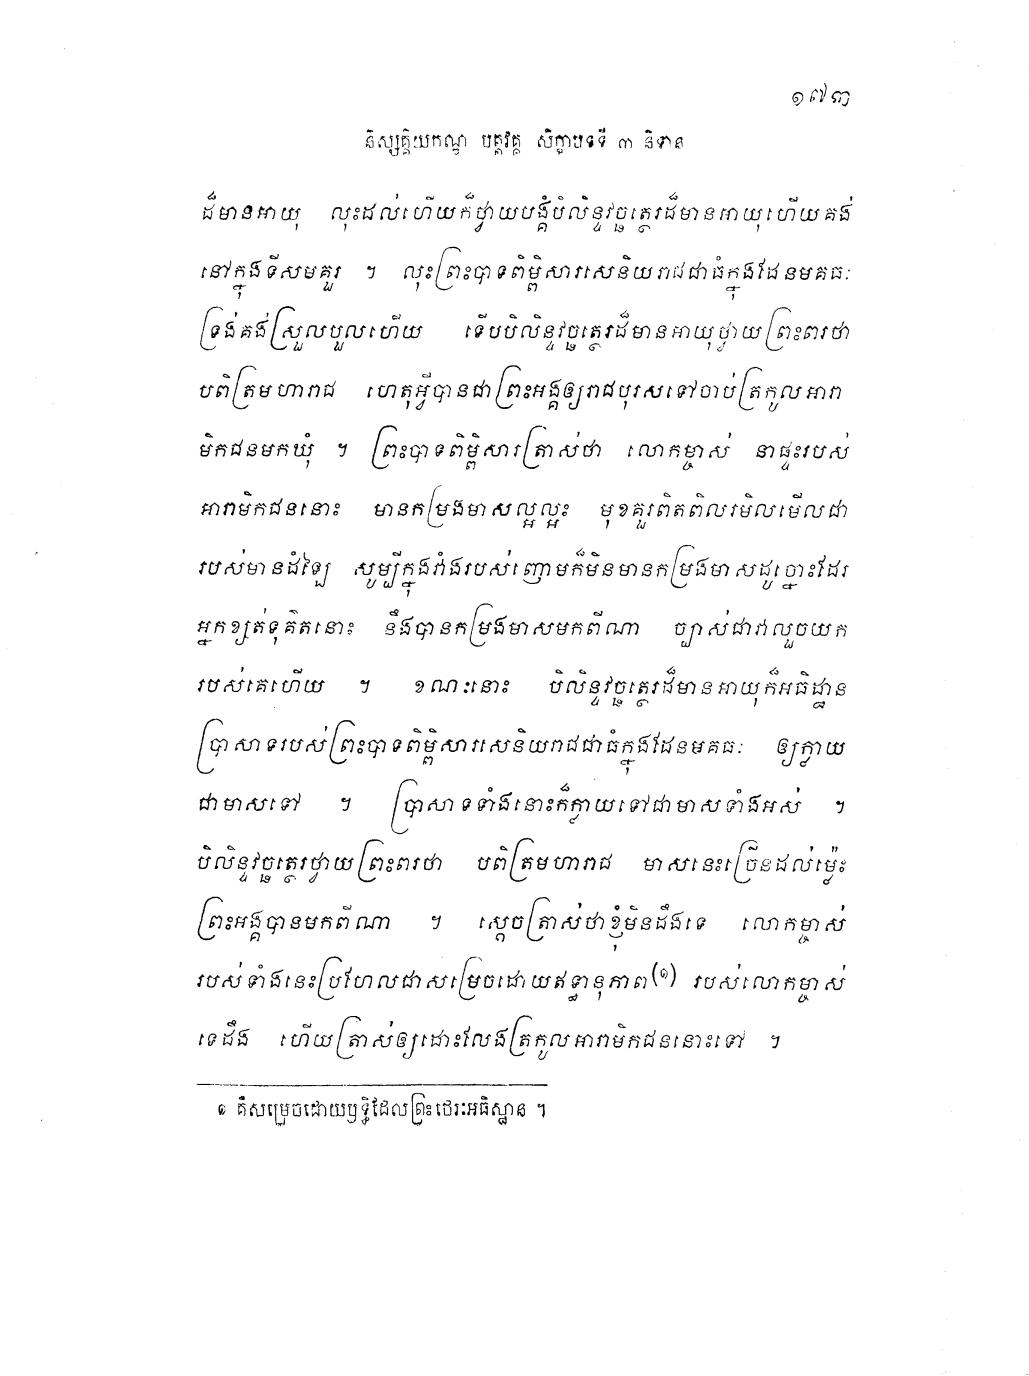 ១៧៣
និស្សគ្គិយកណ្ឌ បត្តវគ្គ សិក្ខាបទទី ៣ និទាន
ដ៏មានអាយុ លុះដល់ហើយក៏ថ្វាយបង្គំបិលិន្ទវច្ឆត្ថេរដ៏មានអាយុហើយគង់
នៅក្នុងទីសមគួរ ។ លុះព្រះបាទពិម្ពិសារសេនិយរាជជាធំក្នុងដែនមគធៈ
ទ្រង់គង់ស្រួលបួលហើយ ទើបបិលិន្ទវច្ឆត្ថេរដ៏មានអាយុថ្វាយព្រះពរថា
បពិត្រមហារាជ ហេតុអ្វីបានជាព្រះអង្គឲ្យរាជបុរសទៅចាប់ត្រកូលអារា
មិកជនមកឃុំ ។ ព្រះបាទពិម្ពិសារត្រាស់ថា លោកម្ចាស់ នាផ្ទះរបស់
អារាមិកជននោះ មានកម្រងមាសល្អល្អះ មុខគួរពិតពិលរមិលមើលជា
របស់មានដំឡៃ សូម្បីក្នុងវាំងរបស់ញោមក៏មិនមានកម្រងមាសដូច្នោះដែរ
អ្នកខ្សត់ទុគ៌តនោះ នឹងបានកម្រងមាសមកពីណា ច្បាស់ជាវាលួចយក
របស់គេហើយ ។ ខណៈនោះ បិលិន្ទវច្ឆត្ថេរដ៏មានអាយុក៏អធិដ្ឋាន
ប្រាសាទរបស់ព្រះបាទពិម្ពិសារសេនិយរាជជាធំក្នុងដែនមគធៈ ឲ្យក្លាយ
ជាមាសទៅ ។ ប្រាសាទទាំងនោះក៏ក្លាយទៅជាមាសទាំងអស់ ។
បិលិន្ទវច្ឆត្ថេរថ្វាយព្រះពរថា បពិត្រមហារាជ មាសនេះច្រើនដល់ម្ល៉េះ
ព្រះអង្គបានមកពីណា ។ ស្តេចត្រាស់ថាខ្ញុំមិនដឹងទេ លោកម្ចាស់
របស់ទាំងនេះប្រហែលជាសម្រេចដោយឥទ្ធានុភាព(១) របស់លោកម្ចាស់
ទេដឹង ហើយត្រាស់ឲ្យដោះលែងត្រកូលអារាមិកជននោះទៅ ។
១ គឺសម្រេចដោយឫទ្ធិដែលព្រះថេរៈអធិស្ឋាន ។